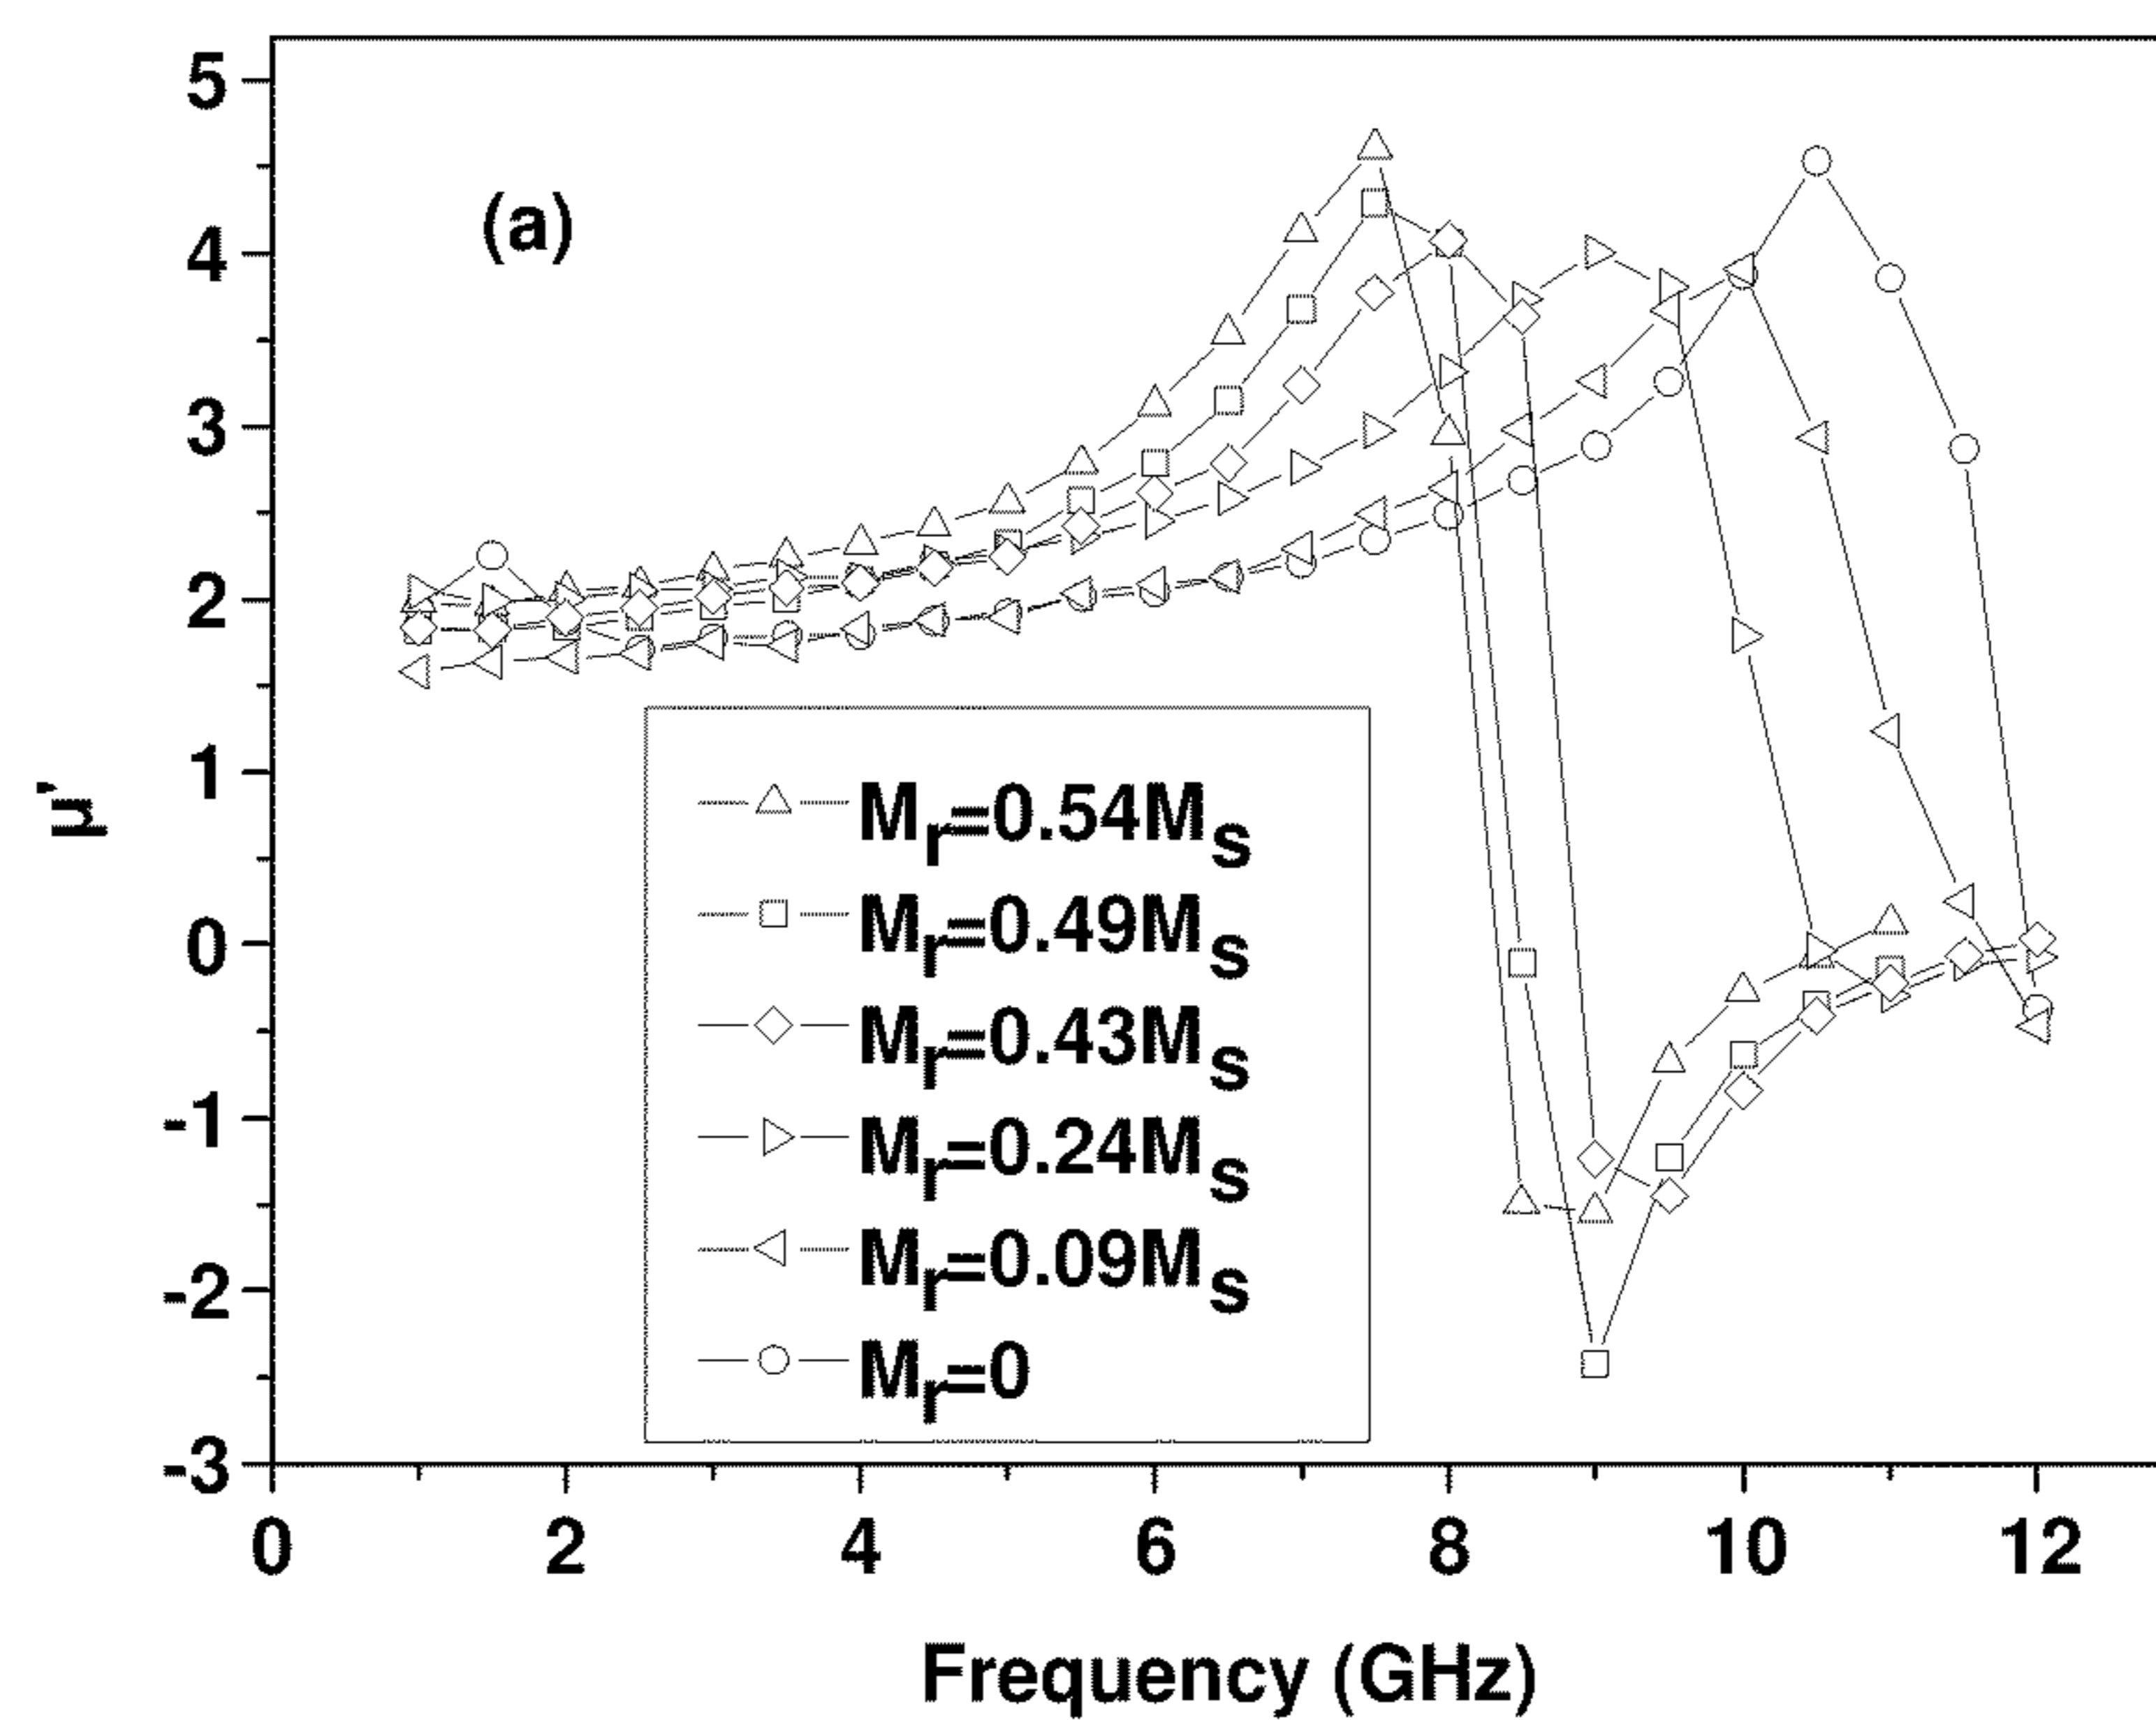 5
4
3
2
1
0
-1
-2
-3
μ'
(a)
Mr=0.54Ms
Mr=0.49Ms
Mr=0.43Ms
Mr=0.24Ms
Mr=0.09Ms
Mr=0
0 2 4 6 8 10 12
Frequency (GHz)